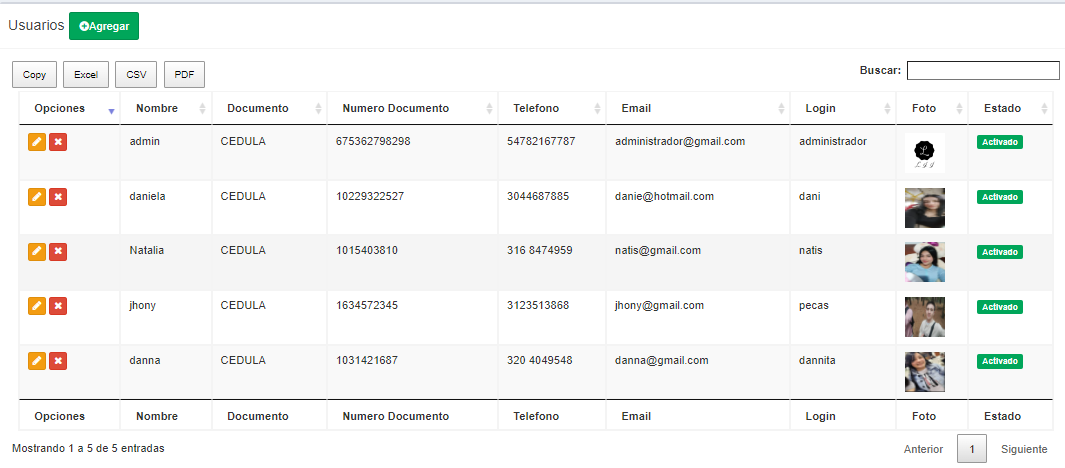 Usuarios Agregar
Copy Excel CSV PDF Buscar:
Opciones Nombre Documento Numero Documento Telefono Email Login Foto Estado
admin CEDULA 675362798298 54782167787 administrador@gmail.com administrador Activado
daniela CEDULA 10229322527 3044687885 danie@hotmail.com dani Activado
Natalia CEDULA 1015403810 316 8474959 natis@gmail.com natis Activado
jhony CEDULA 1634572345 3123513868 jhony@gmail.com pecas Activado
danna CEDULA 1031421687 320 4049548 danna@gmail.com dannita Activado
Opciones Nombre Documento Numero Documento Telefono Email Login Foto Estado
Mostrando 1 a 5 de 5 entradas Anterior 1 Siguiente